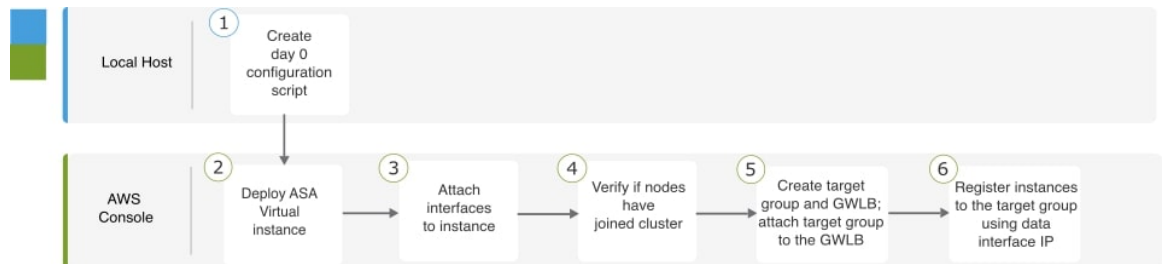 1
Create
day 0
configuration
script
Local Host
2
Deploy ASA
Virtual
instance
3
Attach
interfaces
to instance
4
Verify if nodes
have
joined cluster
5
Create target
group and GWLB;
attach target group
to the GWLB
6
Register instances
to the target group
using data
interface IP
AWS
Console